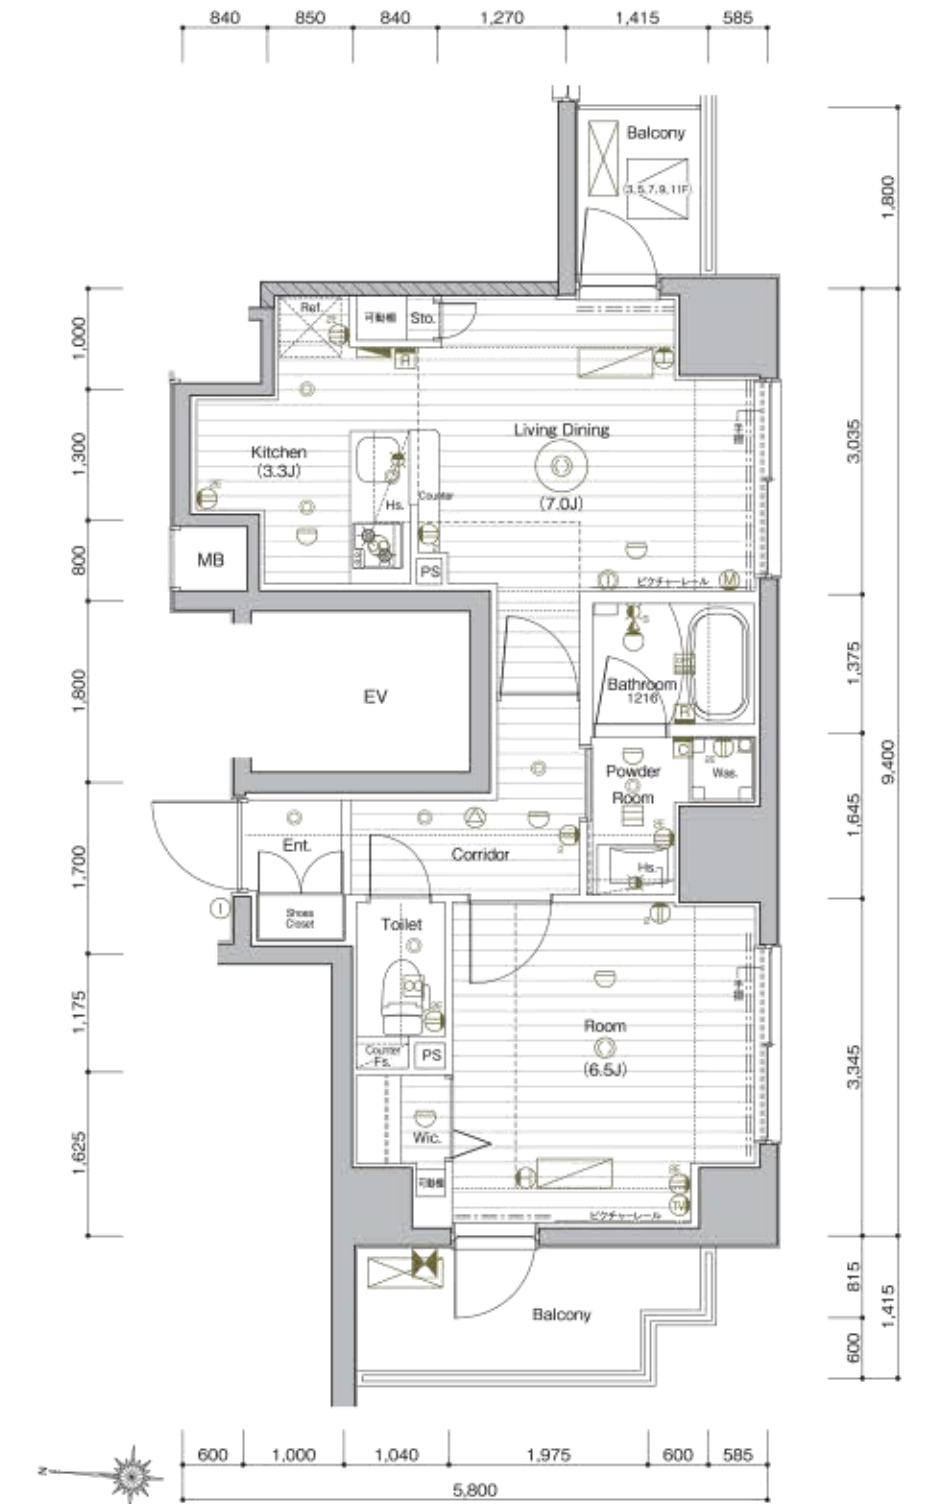 840 850 840 1,270 1,415 585
Balcony
(3,5,7,9,11F)
1,800
Ref.
可動棚
Sto.
R
1,000
1,300
800
1,800
1,700
1,175
1,625
3,035
1,375
1,645
3,345
9,400
815
600
1,415
Living Dining
(7.0J)
手摺
Kitchen
(3.3J)
Hs.
Counter
PS
MB
ピクチャーレール
M
EV
Bathroom
1216
R
Powder
Room
Was.
Hs.
Ent.
Corridor
Shoes
Closet
I
Toilet
Counter
Fs.
PS
Room
(6.5J)
手摺
Wic.
可動棚
TV
ピクチャーレール
Balcony
N
600 1,000 1,040 1,975 600 585
5,800